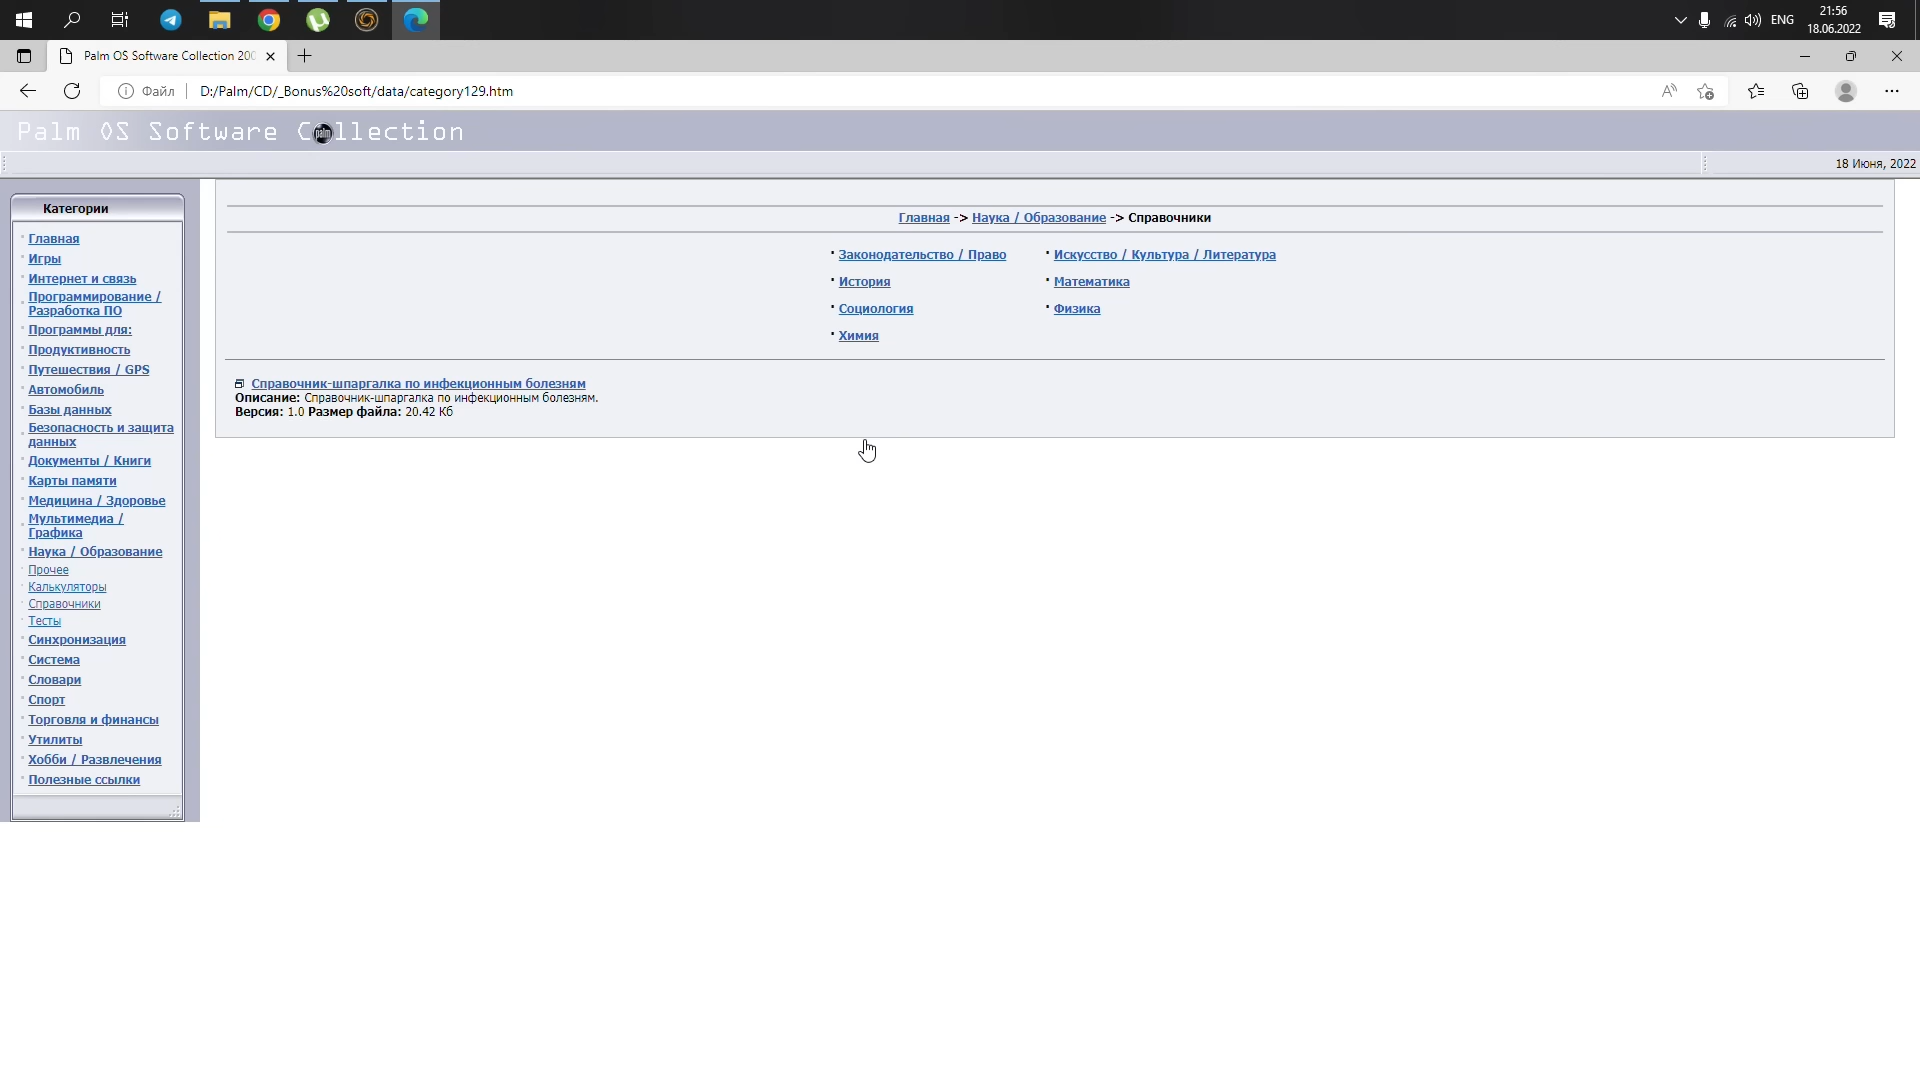 ENG
21:56
18.06.2022
Palm OS Software Collection 200
Файл
D:/Palm/CD/_Bonus%20soft/data/category129.htm
Palm OS Software Collection
18 Июня, 2022
Категории
Главная
Игры
Интернет и связь
Программирование /
Разработка ПО
Программы для:
Продуктивность
Путешествия / GPS
Автомобиль
Базы данных
Безопасность и защита
данных
Документы / Книги
Карты памяти
Медицина / Здоровье
Мультимедиа /
Графика
Наука / Образование
Прочее
Калькуляторы
Справочники
Тесты
Синхронизация
Система
Словари
Спорт
Торговля и финансы
Утилиты
Хобби / Развлечения
Полезные ссылки
Главная -> Наука / Образование -> Справочники
Законодательство / Право
Искусство / Культура / Литература
История
Математика
Социология
Физика
Химия
Справочник-шпаргалка по инфекционным болезням
Описание: Справочник-шпаргалка по инфекционным болезням.
Версия: 1.0 Размер файла: 20.42 Кб